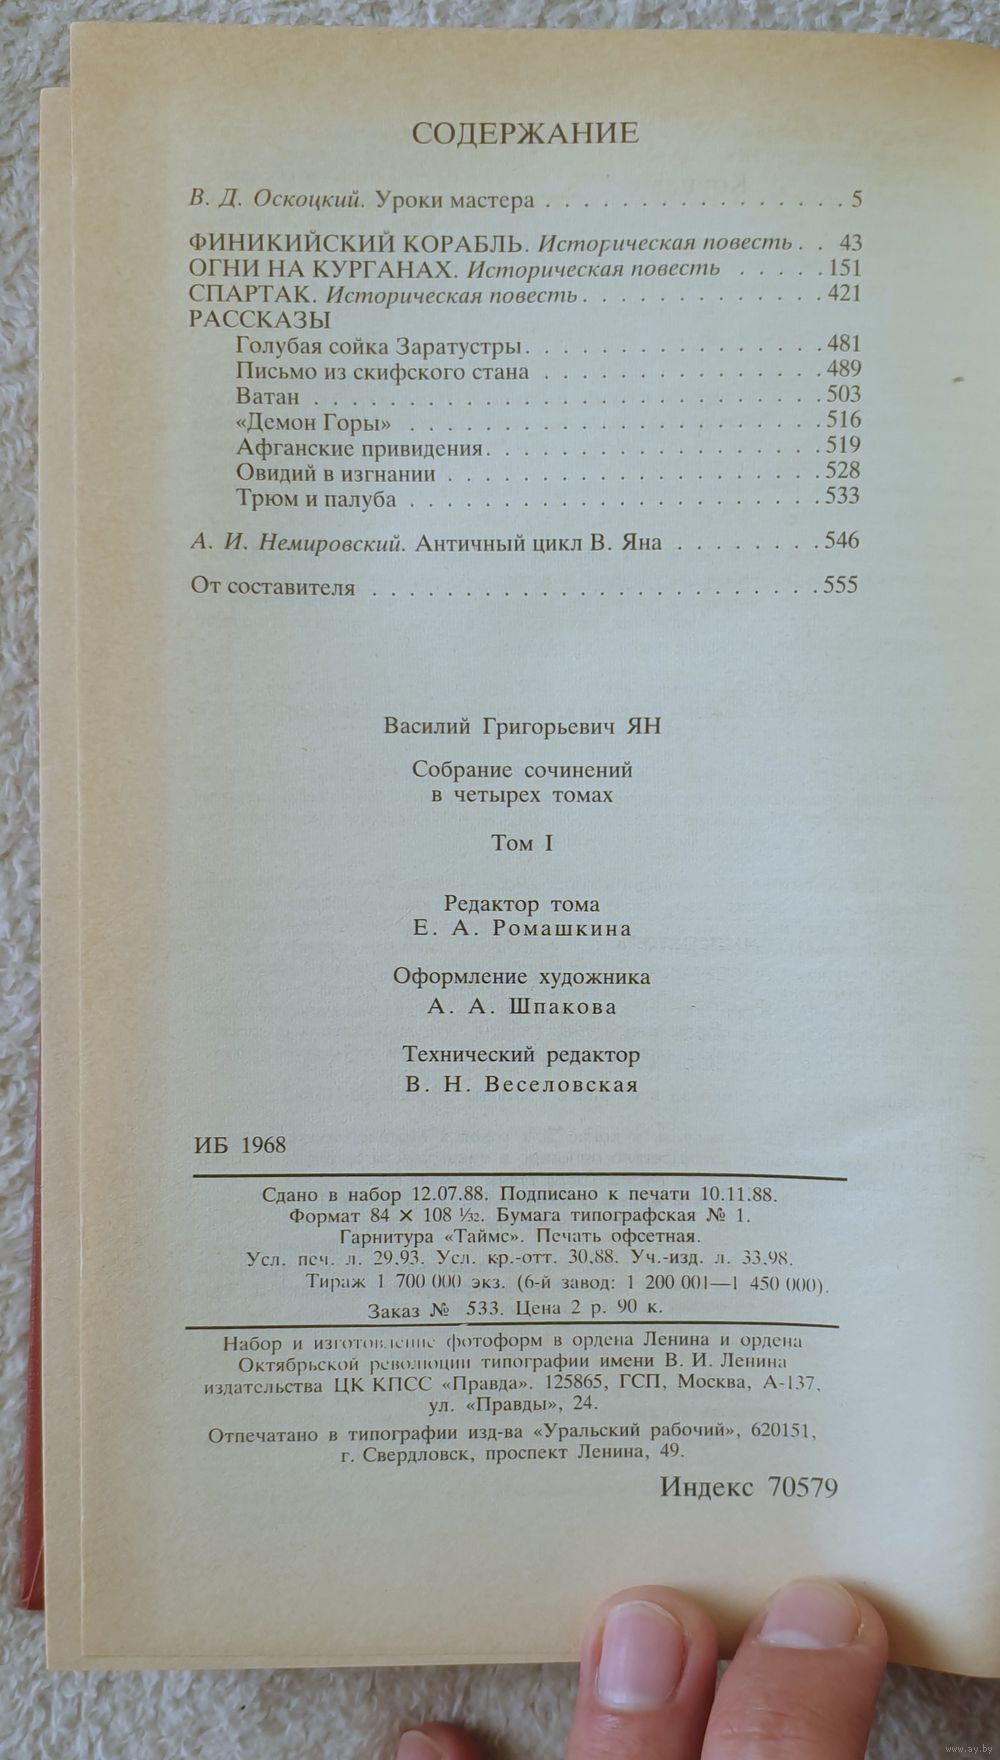 СОДЕРЖАНИЕ
В. Д. Оскоцкий. Уроки мастера . . . . . . . . . . . . . . . . 5
ФИНИКИЙСКИЙ КОРАБЛЬ. Историческая повесть . . 43
ОГНИ НА КУРГАНАХ. Историческая повесть . . . . . 151
СПАРТАК. Историческая повесть . . . . . . . . . . . . . 421
РАССКАЗЫ
Голубая сойка Заратустры . . . . . . . . . . . . . . . . 481
Письмо из скифского стана . . . . . . . . . . . . . . . 489
Ватан . . . . . . . . . . . . . . . . . . . . . . . . . . . 503
«Демон Горы» . . . . . . . . . . . . . . . . . . . . . . 516
Афганские привидения . . . . . . . . . . . . . . . . . . 519
Овидий в изгнании . . . . . . . . . . . . . . . . . . . . 528
Трюм и палуба . . . . . . . . . . . . . . . . . . . . . . 533
А. И. Немировский. Античный цикл В. Яна . . . . . . . . 546
От составителя . . . . . . . . . . . . . . . . . . . . . . . . 555
Василий Григорьевич ЯН
Собрание сочинений
в четырех томах
Том I
Редактор тома
Е. А. Ромашкина
Оформление художника
А. А. Шпакова
Технический редактор
В. Н. Веселовская
ИБ 1968
Сдано в набор 12.07.88. Подписано к печати 10.11.88.
Формат 84 × 108 1/32. Бумага типографская № 1.
Гарнитура «Таймс». Печать офсетная.
Усл. печ. л. 29,93. Усл. кр.-отт. 30,88. Уч.-изд. л. 33,98.
Тираж 1 700 000 экз. (6-й завод: 1 200 001—1 450 000).
Заказ № 533. Цена 2 р. 90 к.
Набор и изготовление фотоформ в ордена Ленина и ордена
Октябрьской революции типографии имени В. И. Ленина
издательства ЦК КПСС «Правда». 125865, ГСП, Москва, А-137,
ул. «Правды», 24.
Отпечатано в типографии изд-ва «Уральский рабочий», 620151,
г. Свердловск, проспект Ленина, 49.
Индекс 70579
www.ay.by